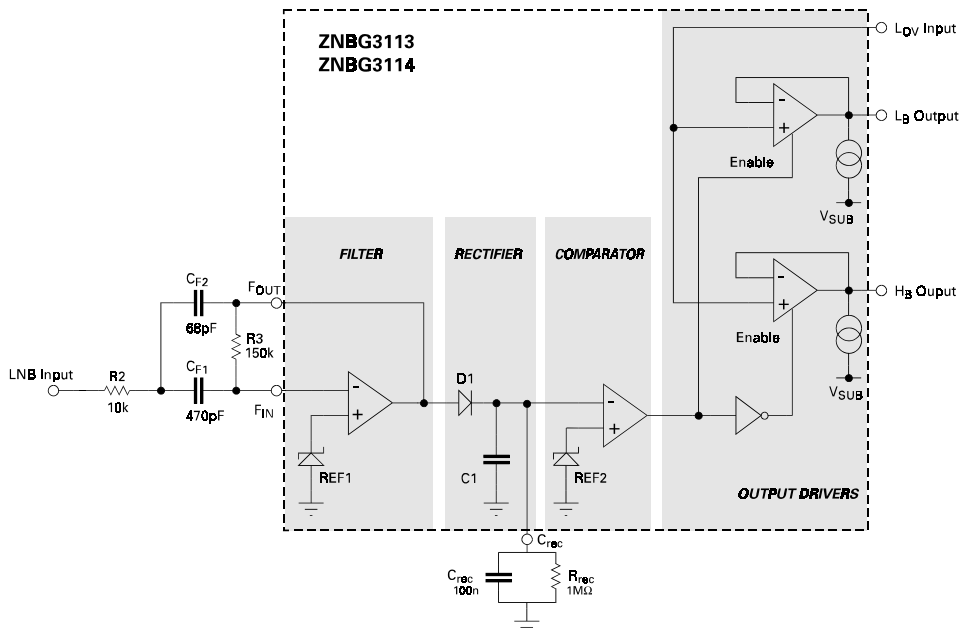 ZNBG3113
ZNBG3114
LOV Input
LB Output
Enable
VSUB
FILTER
RECTIFIER
COMPARATOR
CF2
68pF
FOUT
R3
150k
HB Ouput
Enable
VSUB
LNB Input
R2
10k
CF1
470pF
FIN
D1
REF1
C1
REF2
OUTPUT DRIVERS
Crec
Crec
100n
Rrec
1MΩ
-
+
-
+
-
+
-
+